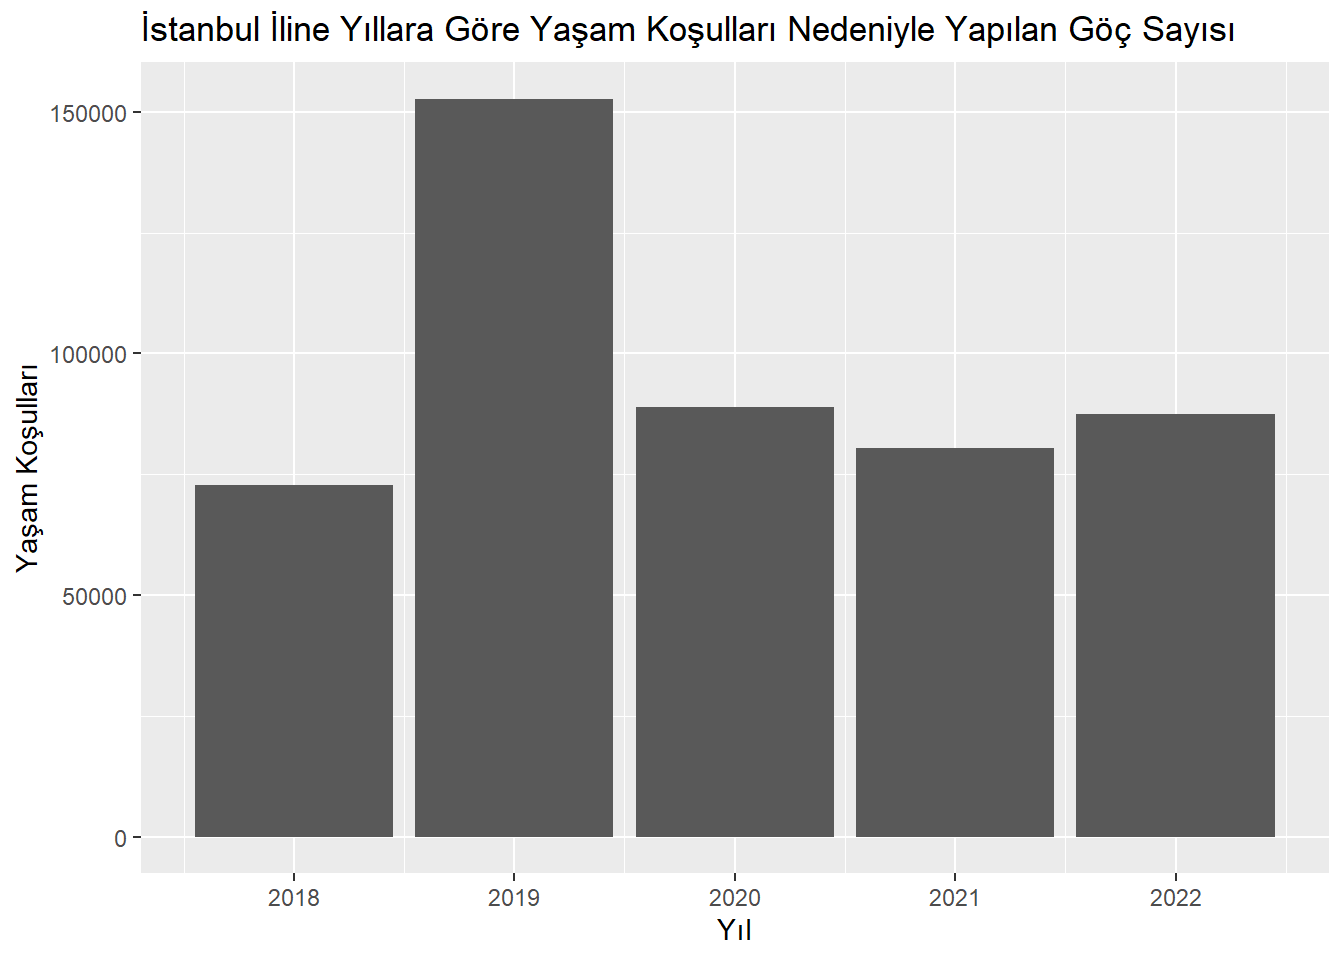 İstanbul İline Yıllara Göre Yaşam Koşulları Nedeniyle Yapılan Göç Sayısı
Yaşam Koşulları
150000
100000
50000
0
2018 2019 2020 2021 2022
Yıl